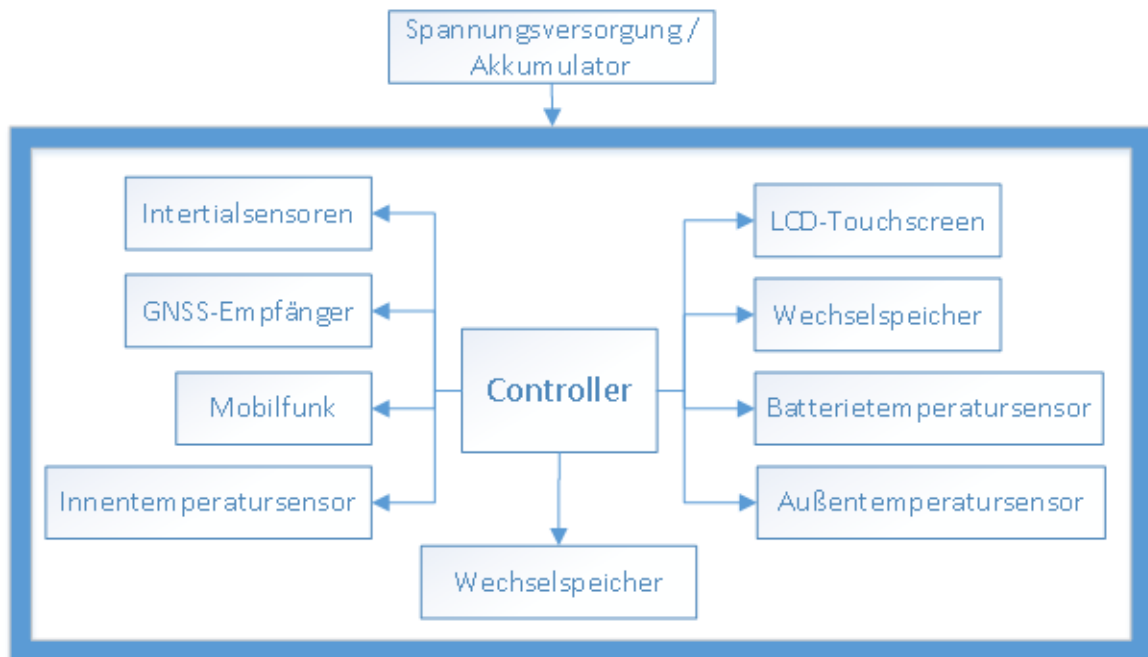 Spannungsversorgung /
Akkumulator
Intertialsensoren
GNSS-Empfänger
Mobilfunk
Innentemperatursensor
Controller
LCD-Touchscreen
Wechselspeicher
Batterietemperatursensor
Außentemperatursensor
Wechselspeicher